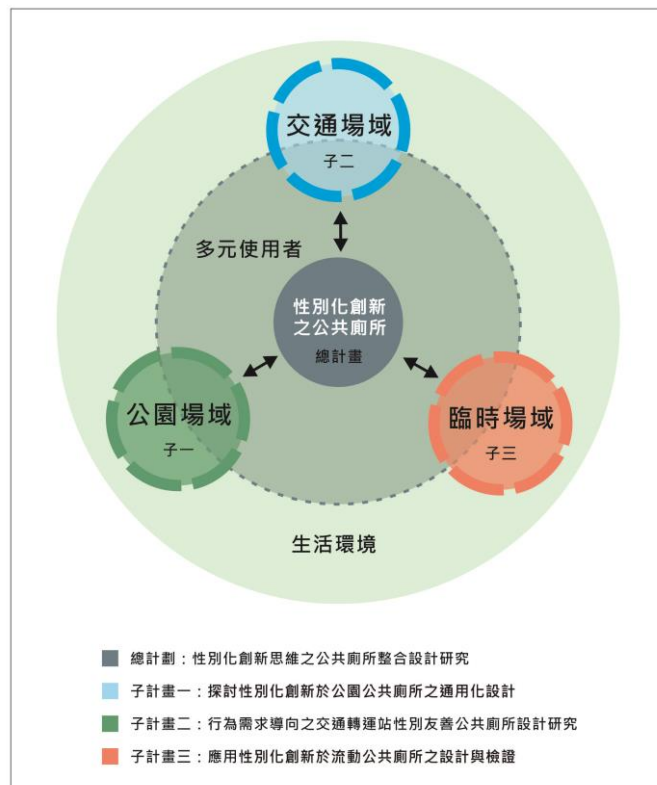 交通場域
子二
多元使用者
性別化創新
之公共廁所
總計畫
公園場域
子一
臨時場域
子三
生活環境
總計劃：性別化創新思維之公共廁所整合設計研究
子計畫一：探討性別化創新於公園公共廁所之通用化設計
子計畫二：行為需求導向之交通轉運站性別友善公共廁所設計研究
子計畫三：應用性別化創新於流動公共廁所之設計與檢證